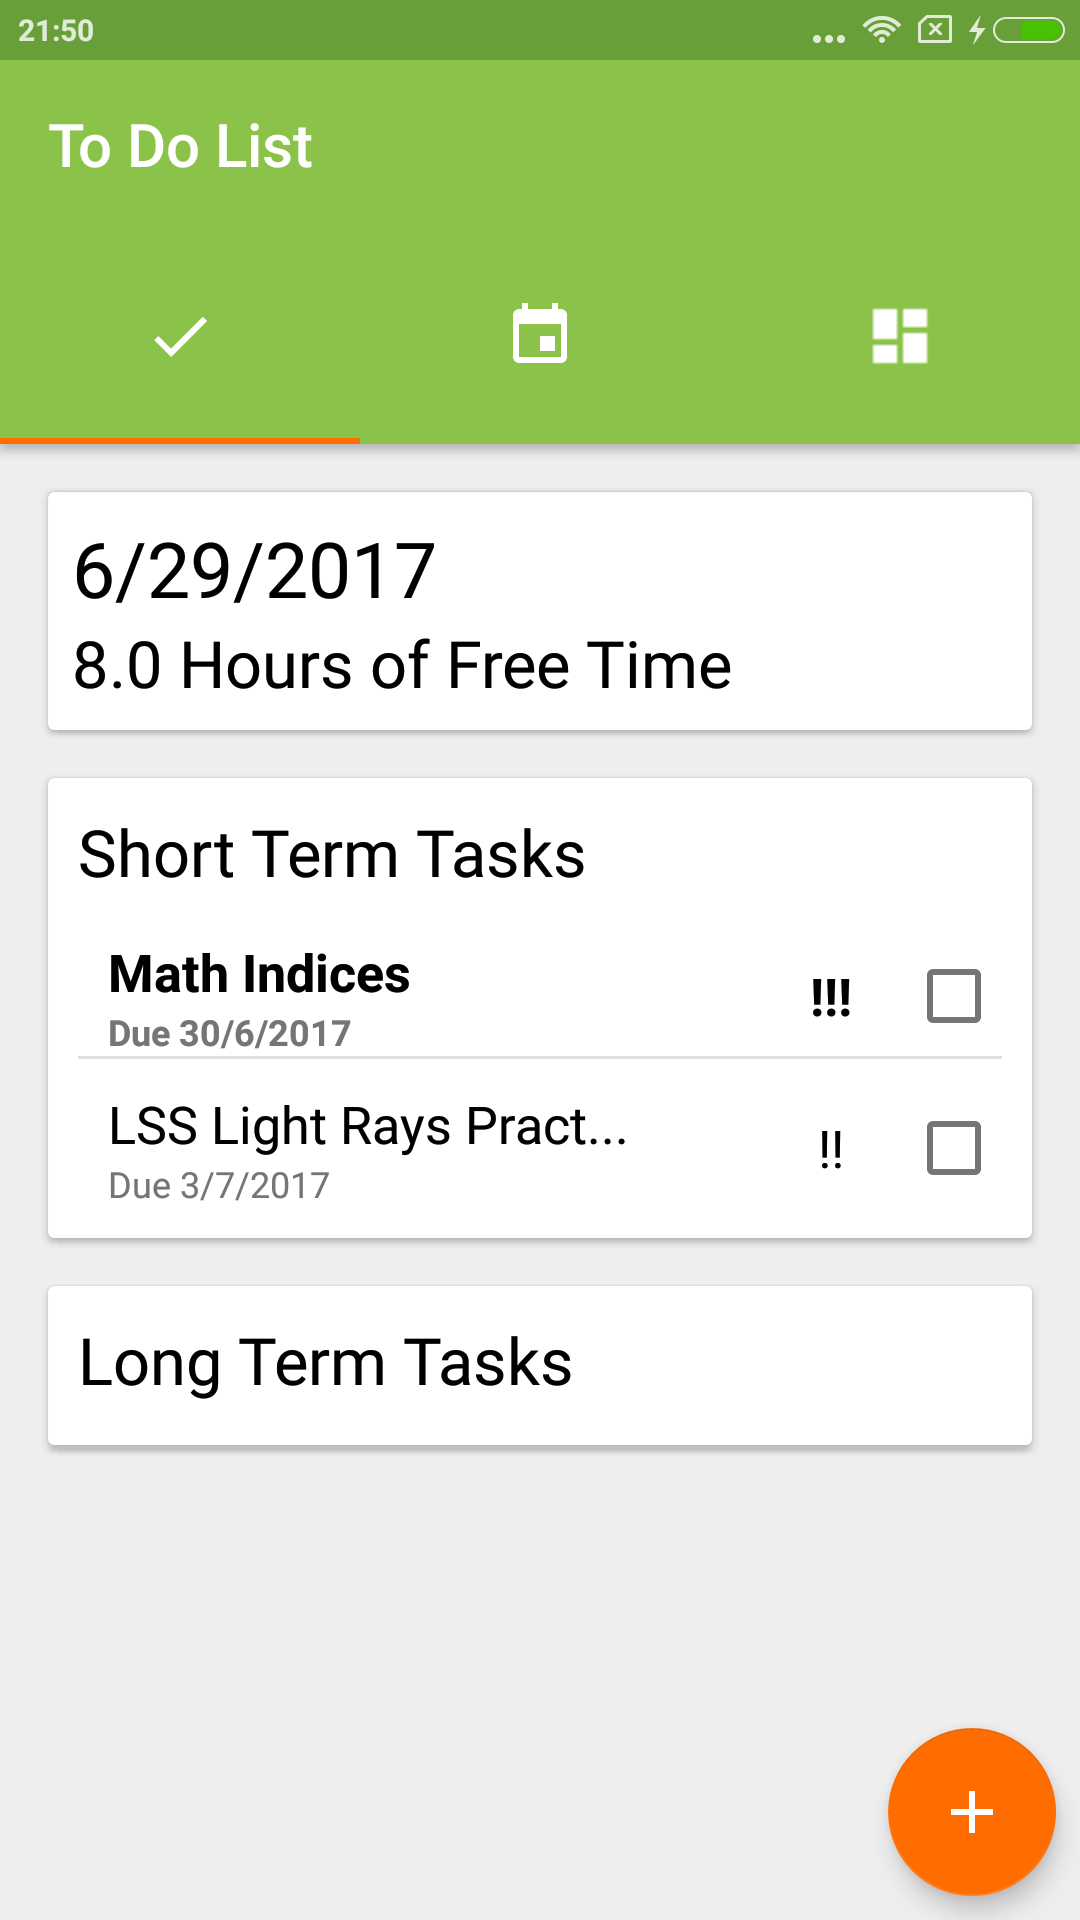 21:50
To Do List
6/29/2017
8.0 Hours of Free Time
Short Term Tasks
Math Indices
!!!
Due 30/6/2017
LSS Light Rays Pract...
!!
Due 3/7/2017
Long Term Tasks